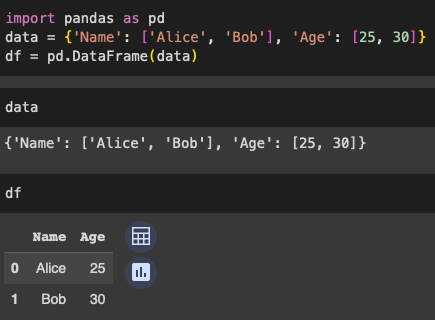 import pandas as pd
data = {'Name': ['Alice', 'Bob'], 'Age': [25, 30]}
df = pd.DataFrame(data)
data
{'Name': ['Alice', 'Bob'], 'Age': [25, 30]}
df
Name Age
0 Alice 25
1 Bob 30